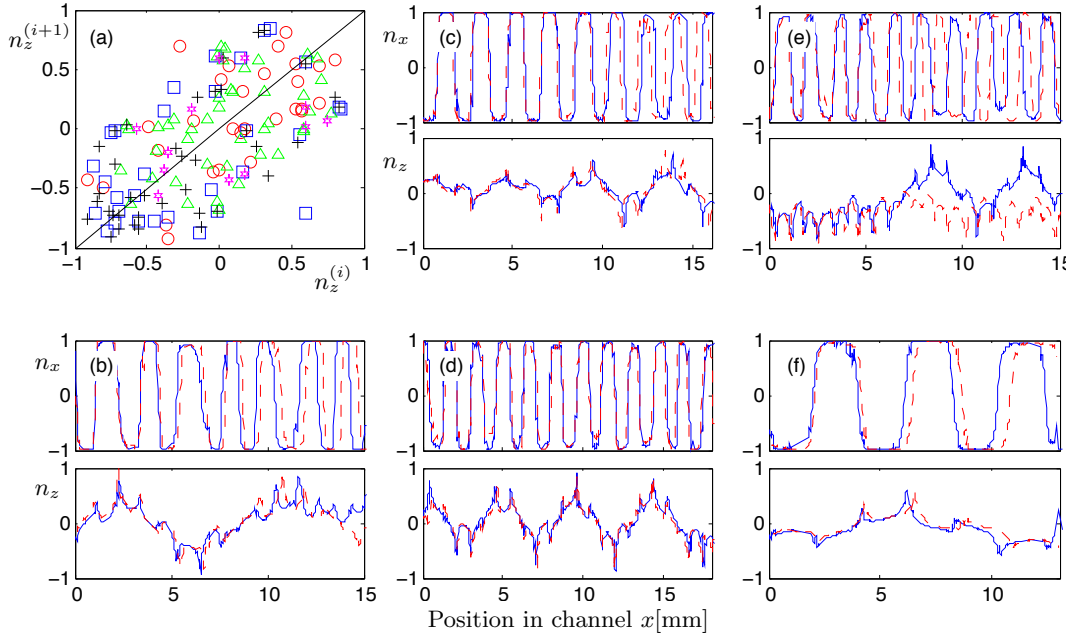 1 1 1
n_z^{(i+1)} (a) n_x (c) (e)
0.5 0 0
0 −1 −1
1 1
n_z
−0.5 0 0
−1 −1 −1
−1 −0.5 0 0.5 1 0 5 10 15 0 5 10 15
n_z^{(i)}
1 1 1
n_x (b) (d) (f)
0 0 0
−1 −1 −1
1 1 1
n_z
0 0 0
−1 −1 −1
0 5 10 15 0 5 10 15 0 5 10
Position in channel x[mm]